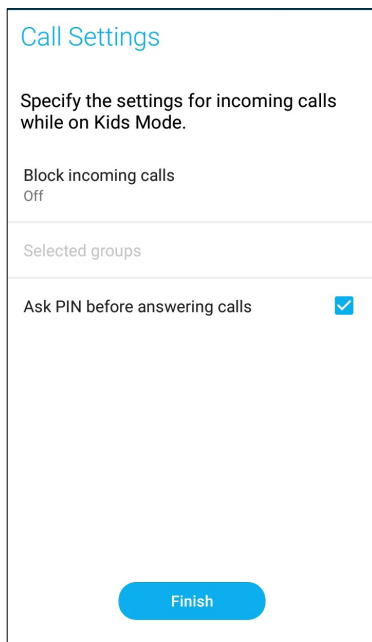 Call Settings
Specify the settings for incoming calls
while on Kids Mode.
Block incoming calls
Off
Selected groups
Ask PIN before answering calls
Finish